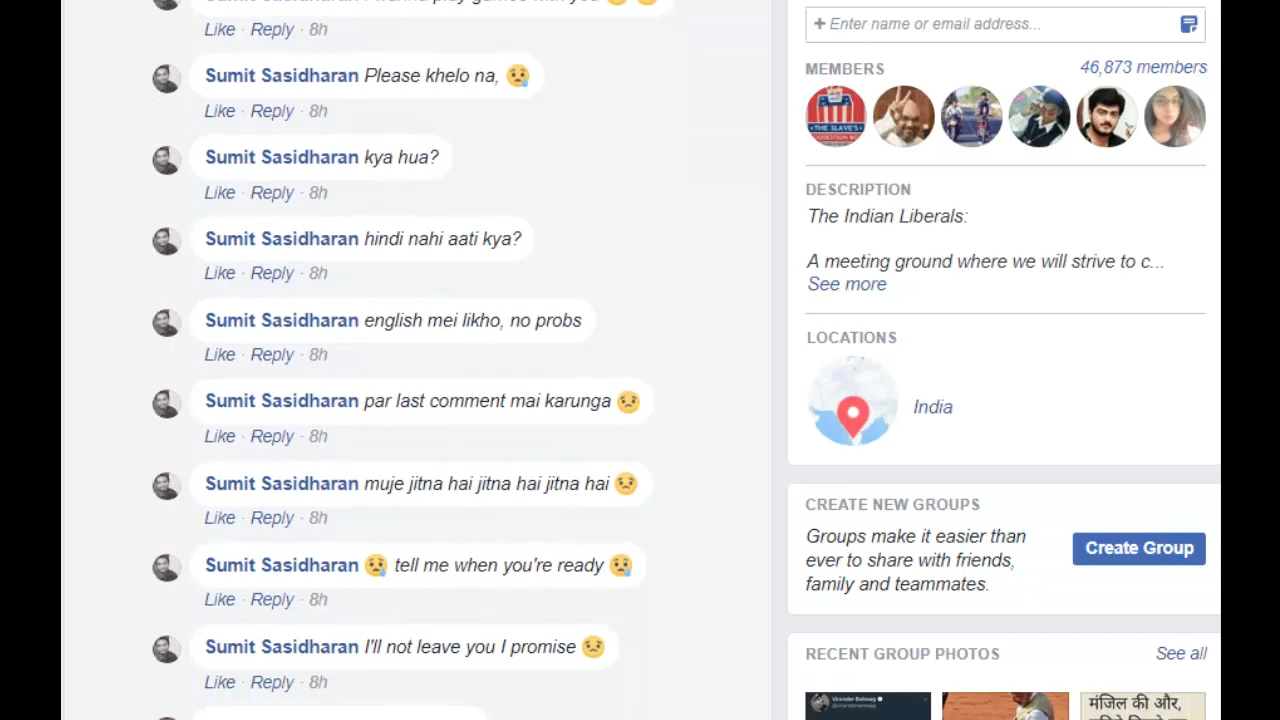 Like · Reply · 8h
Sumit Sasidharan Please khelo na, 😢
Like · Reply · 8h
Sumit Sasidharan kya hua?
Like · Reply · 8h
Sumit Sasidharan hindi nahi aati kya?
Like · Reply · 8h
Sumit Sasidharan english mei likho, no probs
Like · Reply · 8h
Sumit Sasidharan par last comment mai karunga 😟
Like · Reply · 8h
Sumit Sasidharan muje jitna hai jitna hai jitna hai 😟
Like · Reply · 8h
Sumit Sasidharan 😢 tell me when you're ready 😢
Like · Reply · 8h
Sumit Sasidharan I'll not leave you I promise 😟
Like · Reply · 8h
+ Enter name or email address...
MEMBERS
46,873 members
THE SLAVE'S
DESCRIPTION
The Indian Liberals:
A meeting ground where we will strive to c...
See more
LOCATIONS
India
CREATE NEW GROUPS
Groups make it easier than
ever to share with friends,
family and teammates.
Create Group
RECENT GROUP PHOTOS
See all
मंजिल की और,